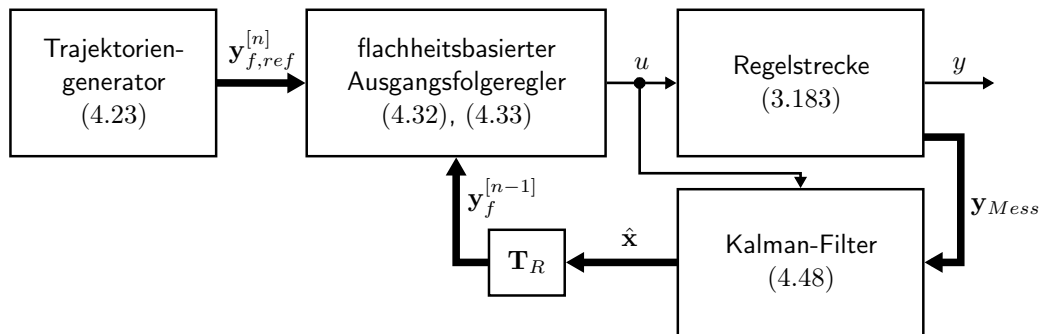 Trajektorien-
generator
(4.23)
𝐲_{f,ref}^{[n]}
flachheitsbasierter
Ausgangsfolgeregler
(4.32), (4.33)
u
Regelstrecke
(3.183)
y
𝐲_f^{[n−1]}
𝐓_R
𝐱̂
Kalman-Filter
(4.48)
𝐲_{Mess}